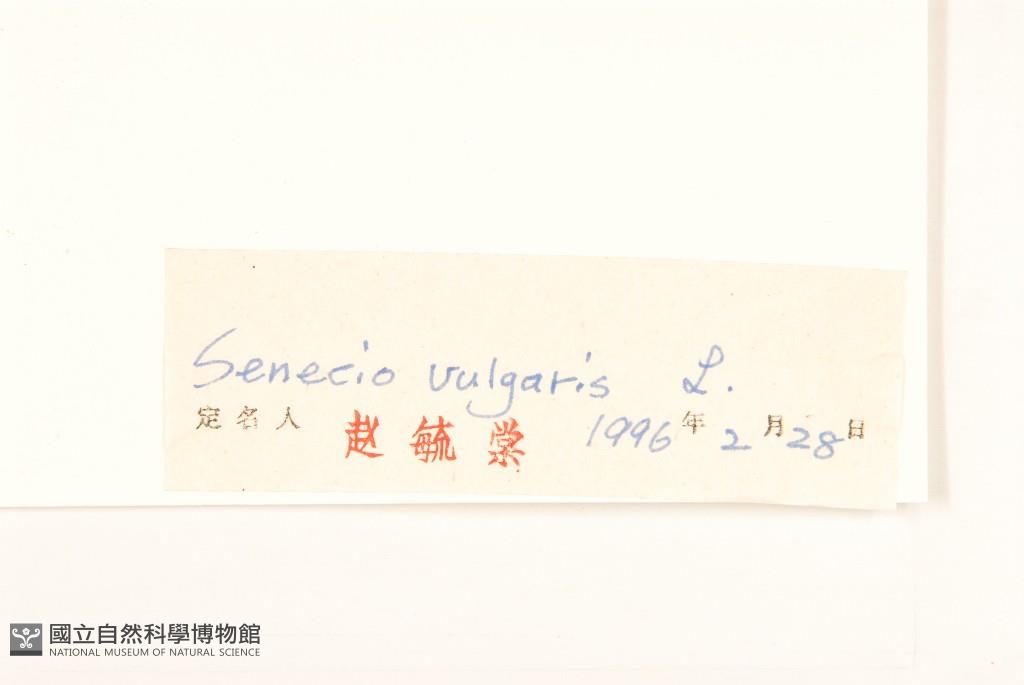 Senecio vulgaris L.
定名人 赵毓棠 1996年2月28日
國立自然科學博物館
NATIONAL MUSEUM OF NATURAL SCIENCE